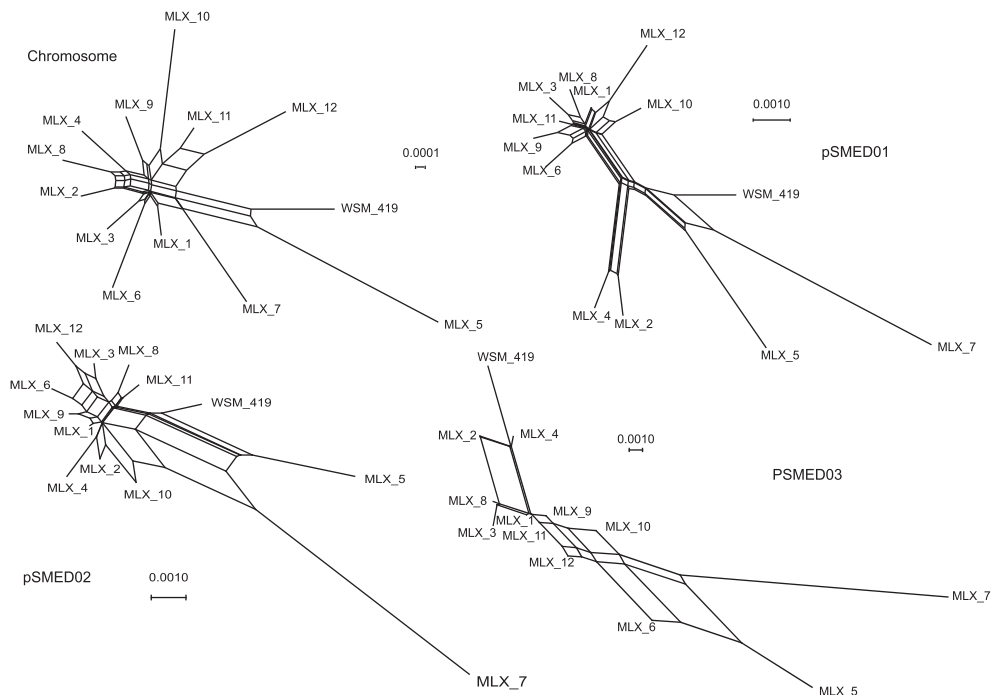 Chromosome
MLX_10
MLX_9
MLX_11
MLX_12
MLX_4
MLX_8
MLX_2
MLX_3
MLX_1
MLX_6
MLX_7
WSM_419
MLX_5
0.0001
pSMED01
MLX_12
MLX_8
MLX_3
MLX_1
MLX_10
MLX_11
MLX_9
MLX_6
0.0010
WSM_419
MLX_4
MLX_2
MLX_5
MLX_7
pSMED02
MLX_12
MLX_3
MLX_8
MLX_6
MLX_11
MLX_9
WSM_419
MLX_1
MLX_2
MLX_4
MLX_10
MLX_5
0.0010
MLX_7
PSMED03
WSM_419
MLX_2
MLX_4
0.0010
MLX_8
MLX_1
MLX_9
MLX_3
MLX_11
MLX_10
MLX_12
MLX_7
MLX_6
MLX_5